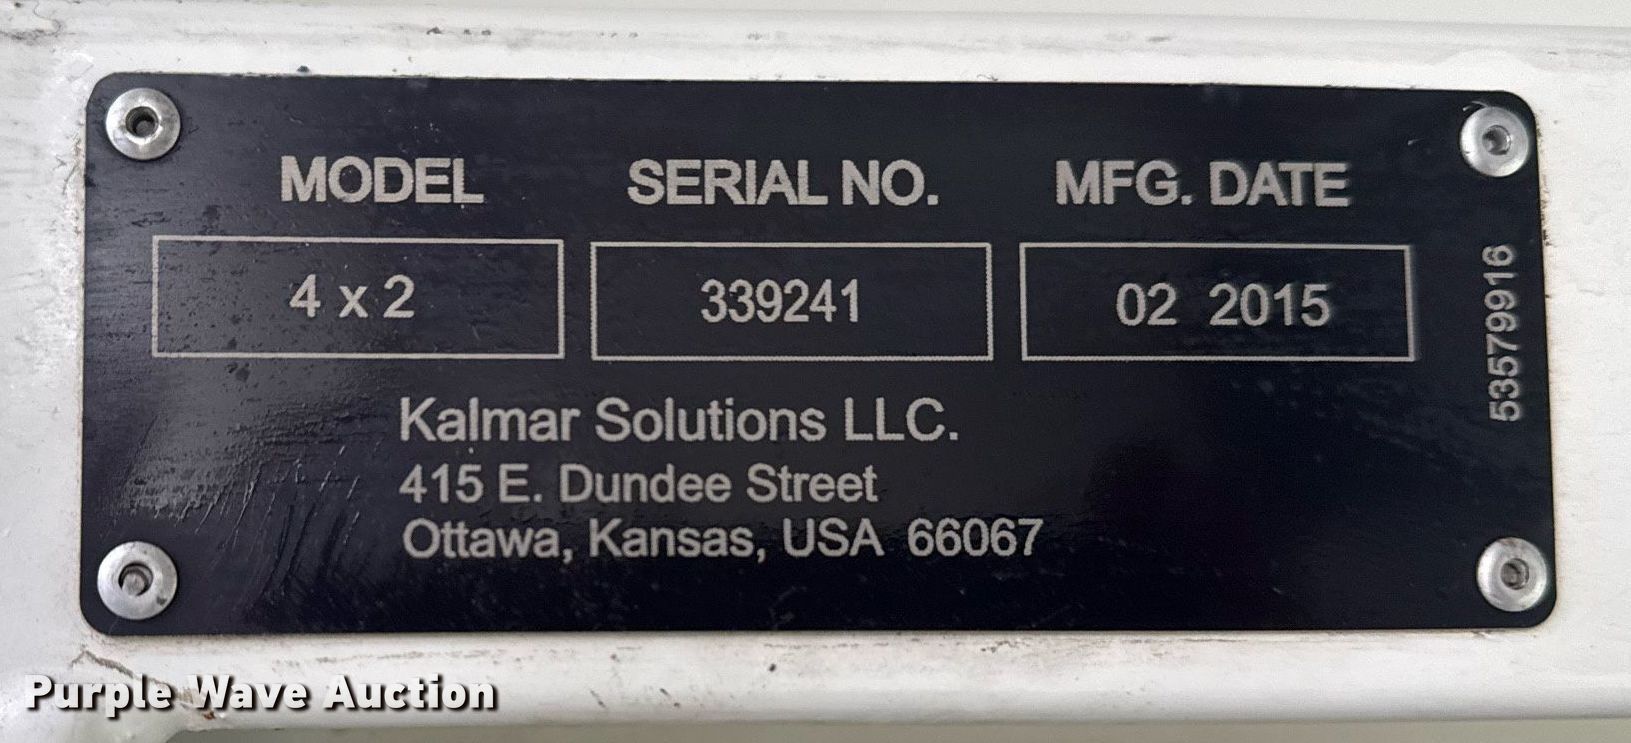 MODEL SERIAL NO. MFG. DATE
4 x 2 339241 02 2015
53579916
Kalmar Solutions LLC.
415 E. Dundee Street
Ottawa, Kansas, USA 66067
Purple Wave Auction